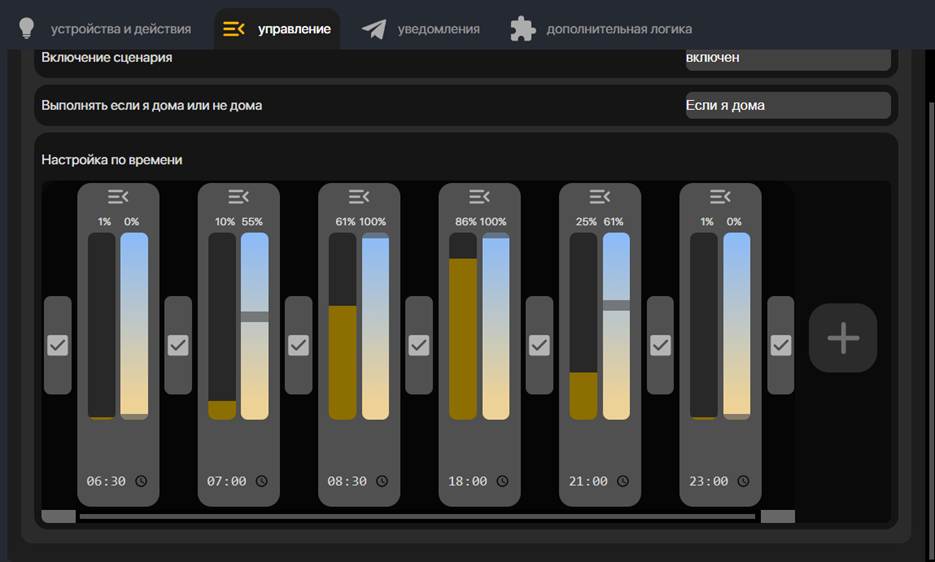 устройства и действия управление уведомления дополнительная логика
Включение сценария включен
Выполнять если я дома или не дома Если я дома
Настройка по времени
1% 0% 10% 55% 61% 100% 86% 100% 25% 61% 1% 0%
06:30 07:00 08:30 18:00 21:00 23:00